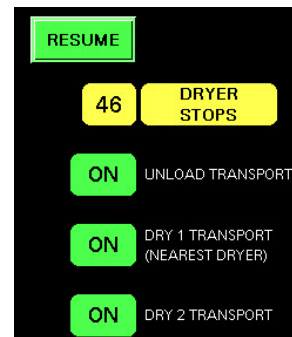 RESUME
46 DRYER
STOPS
ON UNLOAD TRANSPORT
ON DRY 1 TRANSPORT
(NEAREST DRYER)
ON DRY 2 TRANSPORT